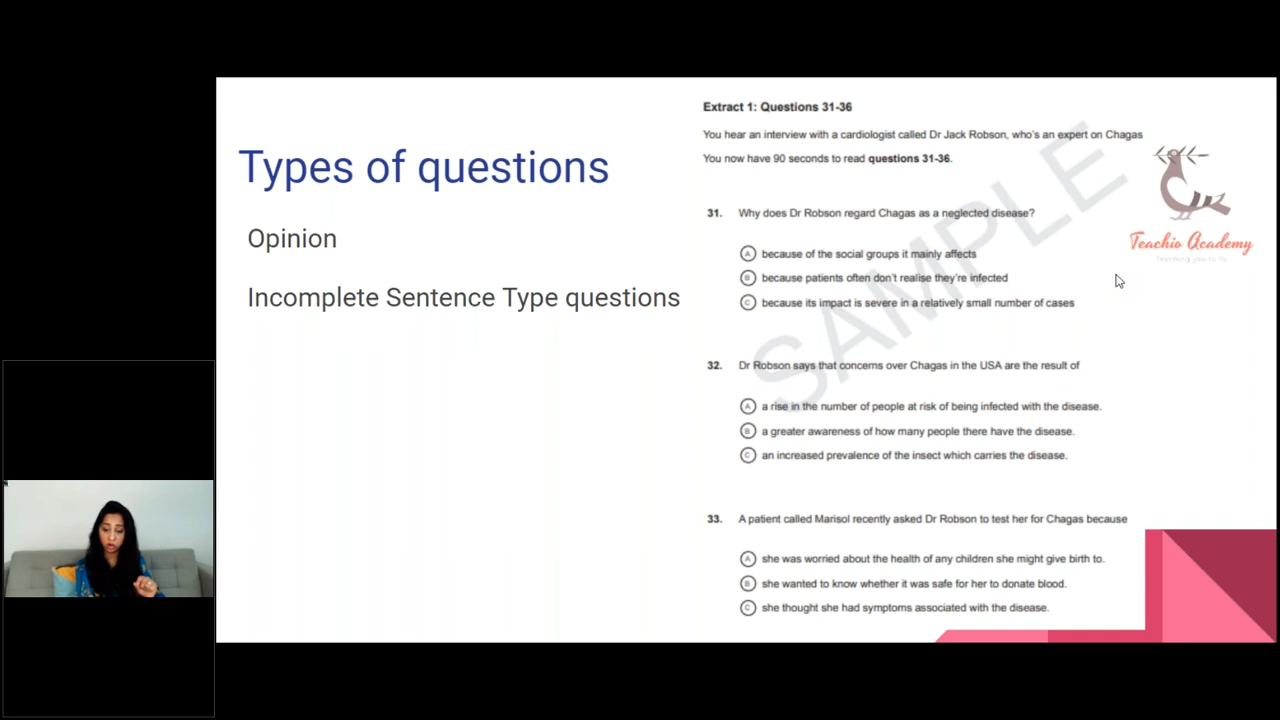 Types of questions
Opinion
Incomplete Sentence Type questions
Extract 1: Questions 31-36
You hear an interview with a cardiologist called Dr Jack Robson, who's an expert on Chagas
You now have 90 seconds to read questions 31-36.
31. Why does Dr Robson regard Chagas as a neglected disease?
A because of the social groups it mainly affects
B because patients often don't realise they're infected
C because its impact is severe in a relatively small number of cases
32. Dr Robson says that concerns over Chagas in the USA are the result of
A a rise in the number of people at risk of being infected with the disease.
B a greater awareness of how many people there have the disease.
C an increased prevalence of the insect which carries the disease.
33. A patient called Marisol recently asked Dr Robson to test her for Chagas because
A she was worried about the health of any children she might give birth to.
B she wanted to know whether it was safe for her to donate blood.
C she thought she had symptoms associated with the disease.
SAMPLE
Teachio Academy
Teaching you to fly